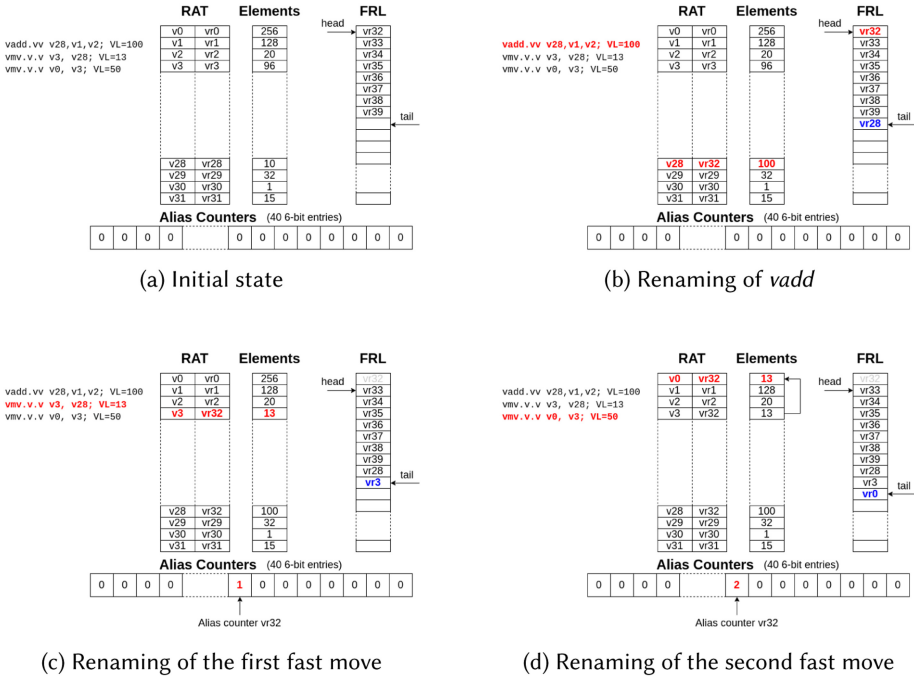 RAT Elements FRL
head
vadd.vv v28,v1,v2; VL=100
vmv.v.v v3, v28; VL=13
vmv.v.v v0, v3; VL=50
v0 vr0 256 vr32
v1 vr1 128 vr33
v2 vr2 20 vr34
v3 vr3 96 vr35
vr36
vr37
vr38
vr39
tail
v28 vr28 10
v29 vr29 32
v30 vr30 1
v31 vr31 15
Alias Counters (40 6-bit entries)
0 0 0 0 0 0 0 0 0 0 0 0
(a) Initial state
RAT Elements FRL
head
vadd.vv v28,v1,v2; VL=100
vmv.v.v v3, v28; VL=13
vmv.v.v v0, v3; VL=50
v0 vr0 256 vr32
v1 vr1 128 vr33
v2 vr2 20 vr34
v3 vr3 96 vr35
vr36
vr37
vr38
vr39
vr28 tail
v28 vr32 100
v29 vr29 32
v30 vr30 1
v31 vr31 15
Alias Counters (40 6-bit entries)
0 0 0 0 0 0 0 0 0 0 0 0
(b) Renaming of vadd
RAT Elements FRL
head
vadd.vv v28,v1,v2; VL=100
vmv.v.v v3, v28; VL=13
vmv.v.v v0, v3; VL=50
v0 vr0 256 vr32
v1 vr1 128 vr33
v2 vr2 20 vr34
v3 vr32 13 vr35
vr36
vr37
vr38
vr39
vr28
vr3 tail
v28 vr32 100
v29 vr29 32
v30 vr30 1
v31 vr31 15
Alias Counters (40 6-bit entries)
0 0 0 0 1 0 0 0 0 0 0 0
Alias counter vr32
(c) Renaming of the first fast move
RAT Elements FRL
head
vadd.vv v28,v1,v2; VL=100
vmv.v.v v3, v28; VL=13
vmv.v.v v0, v3; VL=50
v0 vr32 13 vr32
v1 vr1 128 vr33
v2 vr2 20 vr34
v3 vr32 13 vr35
vr36
vr37
vr38
vr39
vr28
vr3
vr0 tail
v28 vr32 100
v29 vr29 32
v30 vr30 1
v31 vr31 15
Alias Counters (40 6-bit entries)
0 0 0 0 2 0 0 0 0 0 0 0
Alias counter vr32
(d) Renaming of the second fast move